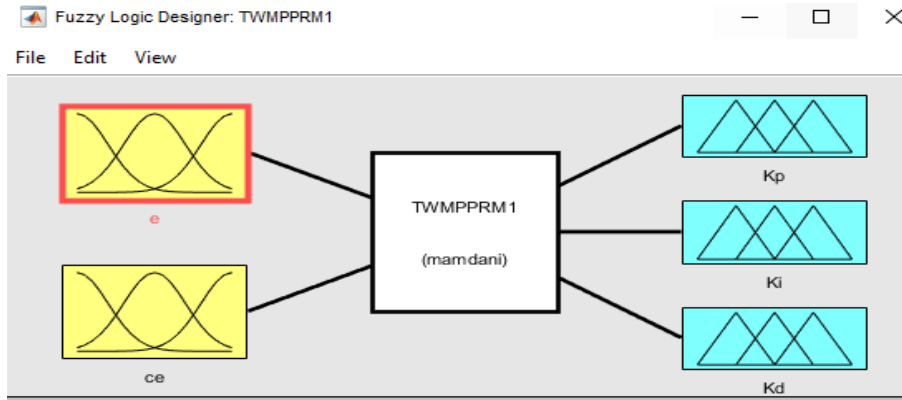 Fuzzy Logic Designer: TWMPPRM1
File Edit View
e
ce
TWMPPRM1
(mamdani)
Kp
Ki
Kd